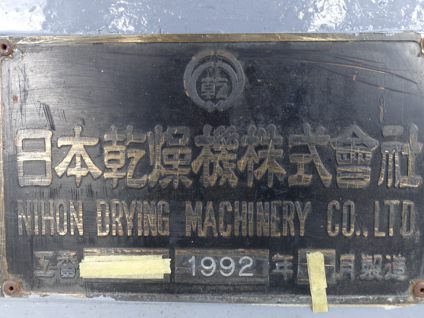 乾
日本乾燥機株式會社
NIHON DRYING MACHINERY CO., LTD.
工番 1992 年 月製造